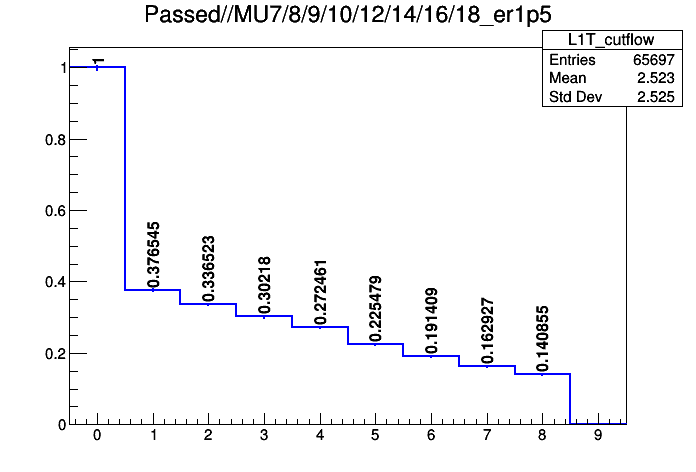 Passed//MU7/8/9/10/12/14/16/18_er1p5
L1T_cutflow
Entries 65697
Mean 2.523
Std Dev 2.525
1
0.8
0.6
0.4
0.2
0
1
0.376545
0.336523
0.30218
0.272461
0.225479
0.191409
0.162927
0.140855
0 1 2 3 4 5 6 7 8 9